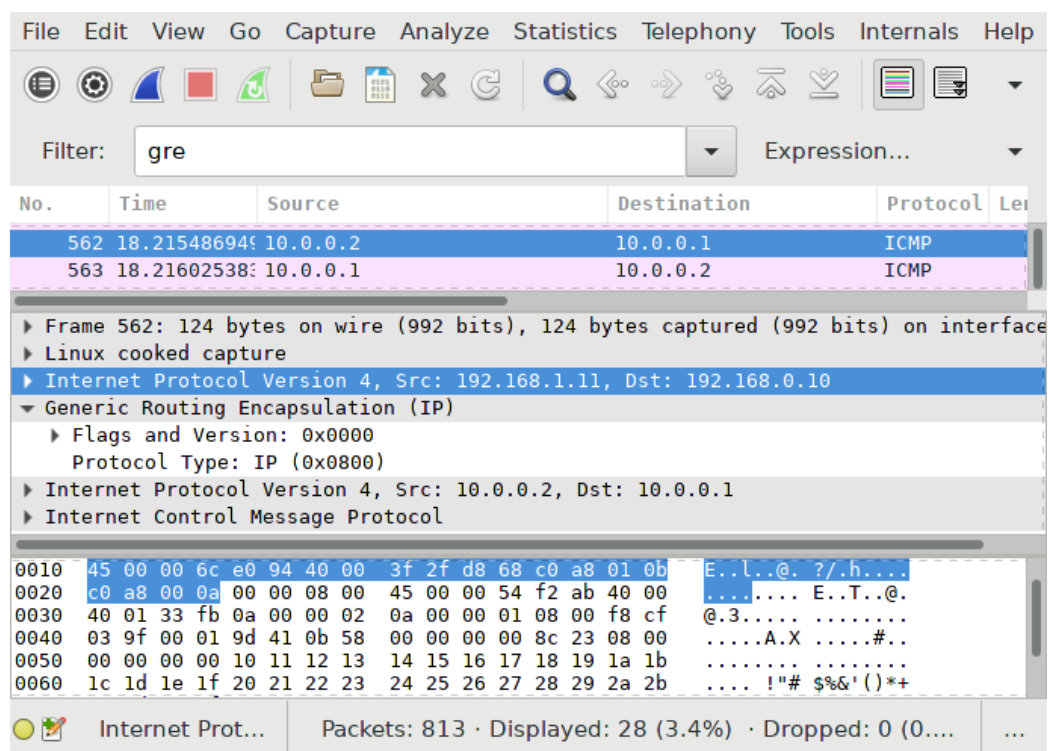 File Edit View Go Capture Analyze Statistics Telephony Tools Internals Help
Filter: gre Expression...
No. Time Source Destination Protocol Ler
562 18.215486949 10.0.0.2 10.0.0.1 ICMP
563 18.216025383 10.0.0.1 10.0.0.2 ICMP
Frame 562: 124 bytes on wire (992 bits), 124 bytes captured (992 bits) on interface
Linux cooked capture
Internet Protocol Version 4, Src: 192.168.1.11, Dst: 192.168.0.10
Generic Routing Encapsulation (IP)
Flags and Version: 0x0000
Protocol Type: IP (0x0800)
Internet Protocol Version 4, Src: 10.0.0.2, Dst: 10.0.0.1
Internet Control Message Protocol
0010 45 00 00 6c e0 94 40 00 3f 2f d8 68 c0 a8 01 0b E..l..@. ?/.h....
0020 c0 a8 00 0a 00 00 08 00 45 00 00 54 f2 ab 40 00 ........ E..T..@.
0030 40 01 33 fb 0a 00 00 02 0a 00 00 01 08 00 f8 cf @.3..... ........
0040 03 9f 00 01 9d 41 0b 58 00 00 00 00 8c 23 08 00 .....A.X .....#..
0050 00 00 00 00 10 11 12 13 14 15 16 17 18 19 1a 1b ........ ........
0060 1c 1d 1e 1f 20 21 22 23 24 25 26 27 28 29 2a 2b .... !"# $%&'()*+
Internet Prot... Packets: 813 · Displayed: 28 (3.4%) · Dropped: 0 (0.... ...